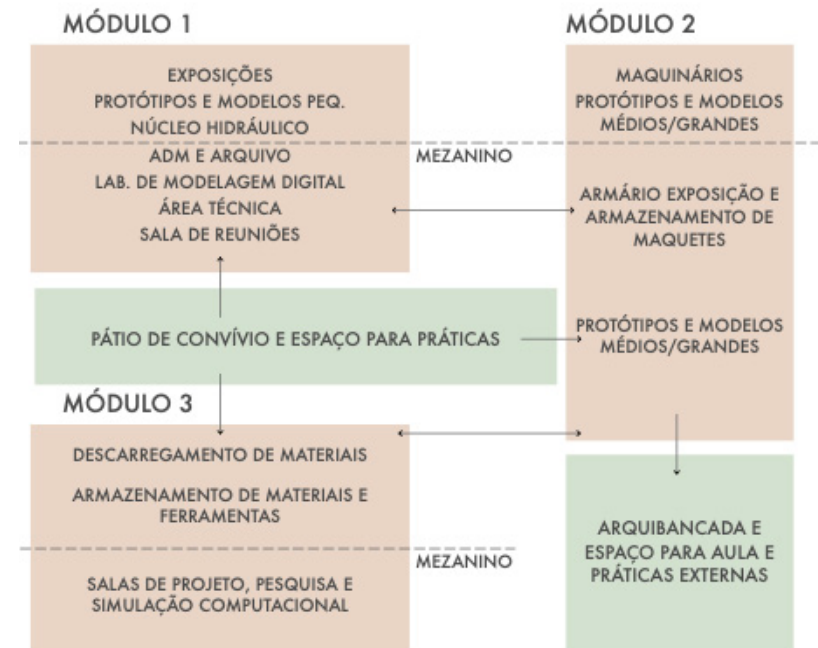 MÓDULO 1
EXPOSIÇÕES
PROTÓTIPOS E MODELOS PEQ.
NÚCLEO HIDRÁULICO
MEZANINO
ADM E ARQUIVO
LAB. DE MODELAGEM DIGITAL
ÁREA TÉCNICA
SALA DE REUNIÕES
MÓDULO 2
MAQUINÁRIOS
PROTÓTIPOS E MODELOS
MÉDIOS/GRANDES
ARMÁRIO EXPOSIÇÃO E
ARMAZENAMENTO DE
MAQUETES
PROTÓTIPOS E MODELOS
MÉDIOS/GRANDES
PÁTIO DE CONVÍVIO E ESPAÇO PARA PRÁTICAS
MÓDULO 3
DESCARREGAMENTO DE MATERIAIS
ARMAZENAMENTO DE MATERIAIS E
FERRAMENTAS
MEZANINO
SALAS DE PROJETO, PESQUISA E
SIMULAÇÃO COMPUTACIONAL
ARQUIBANCADA E
ESPAÇO PARA AULA E
PRÁTICAS EXTERNAS